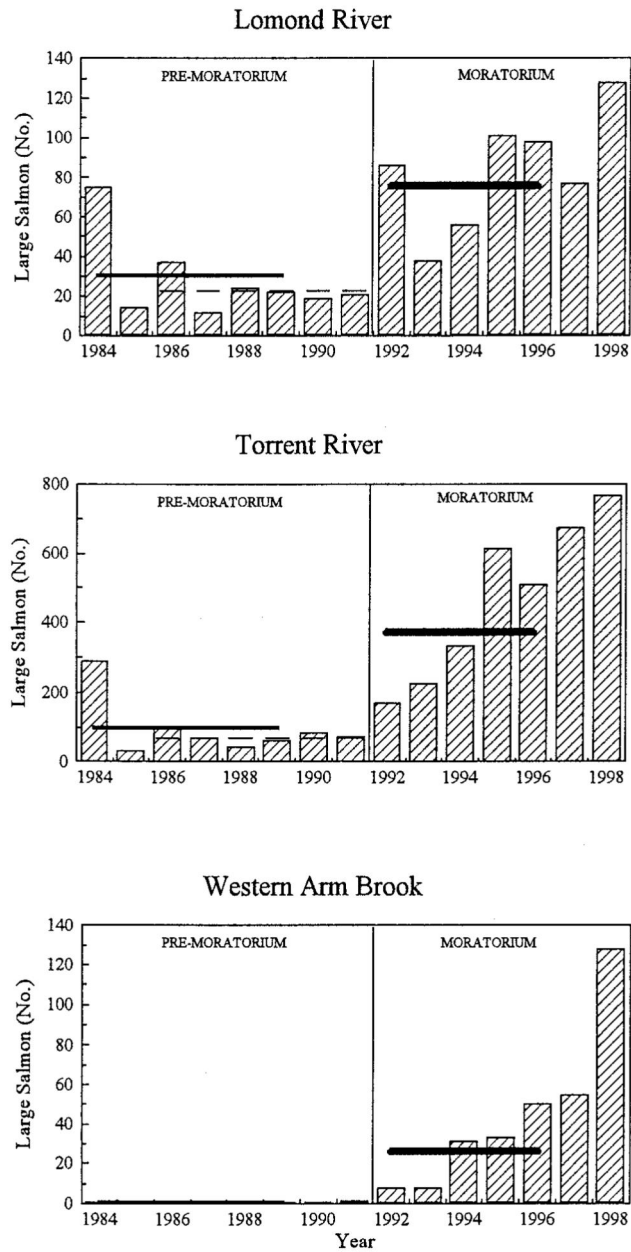 Lomond River
PRE-MORATORIUM MORATORIUM
Large Salmon (No.)
140
120
100
80
60
40
20
0
1984 1986 1988 1990 1992 1994 1996 1998
Torrent River
PRE-MORATORIUM MORATORIUM
Large Salmon (No.)
800
600
400
200
0
1984 1986 1988 1990 1992 1994 1996 1998
Western Arm Brook
PRE-MORATORIUM MORATORIUM
Large Salmon (No.)
140
120
100
80
60
40
20
0
1984 1986 1988 1990 1992 1994 1996 1998
Year